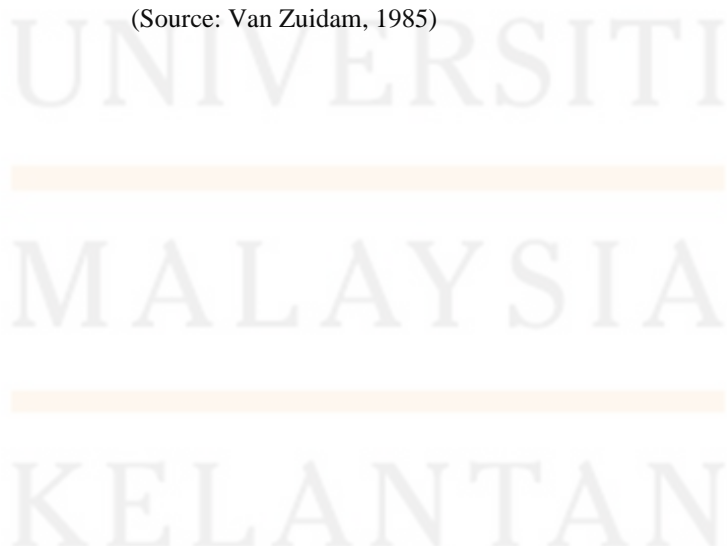 (Source: Van Zuidam, 1985)
UNIVERSITI
MALAYSIA
KELANTAN